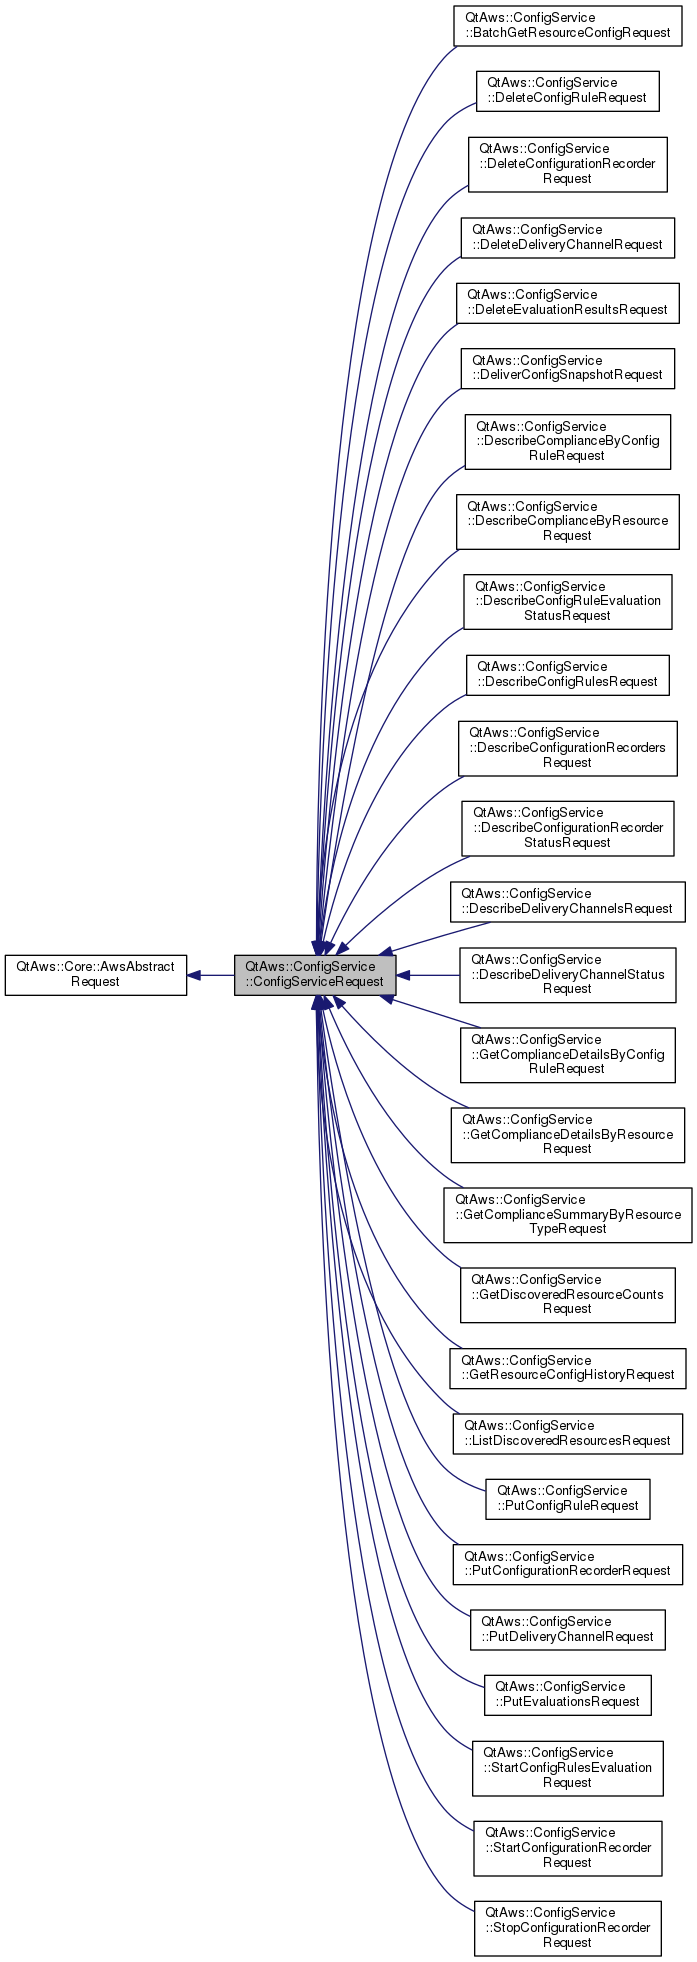 QtAws::ConfigService
::BatchGetResourceConfigRequest
QtAws::ConfigService
::DeleteConfigRuleRequest
QtAws::ConfigService
::DeleteConfigurationRecorder
Request
QtAws::ConfigService
::DeleteDeliveryChannelRequest
QtAws::ConfigService
::DeleteEvaluationResultsRequest
QtAws::ConfigService
::DeliverConfigSnapshotRequest
QtAws::ConfigService
::DescribeComplianceByConfig
RuleRequest
QtAws::ConfigService
::DescribeComplianceByResource
Request
QtAws::ConfigService
::DescribeConfigRuleEvaluation
StatusRequest
QtAws::ConfigService
::DescribeConfigRulesRequest
QtAws::ConfigService
::DescribeConfigurationRecorders
Request
QtAws::ConfigService
::DescribeConfigurationRecorder
StatusRequest
QtAws::ConfigService
::DescribeDeliveryChannelsRequest
QtAws::Core::AwsAbstract
Request
QtAws::ConfigService
::ConfigServiceRequest
QtAws::ConfigService
::DescribeDeliveryChannelStatus
Request
QtAws::ConfigService
::GetComplianceDetailsByConfig
RuleRequest
QtAws::ConfigService
::GetComplianceDetailsByResource
Request
QtAws::ConfigService
::GetComplianceSummaryByResource
TypeRequest
QtAws::ConfigService
::GetDiscoveredResourceCounts
Request
QtAws::ConfigService
::GetResourceConfigHistoryRequest
QtAws::ConfigService
::ListDiscoveredResourcesRequest
QtAws::ConfigService
::PutConfigRuleRequest
QtAws::ConfigService
::PutConfigurationRecorderRequest
QtAws::ConfigService
::PutDeliveryChannelRequest
QtAws::ConfigService
::PutEvaluationsRequest
QtAws::ConfigService
::StartConfigRulesEvaluation
Request
QtAws::ConfigService
::StartConfigurationRecorder
Request
QtAws::ConfigService
::StopConfigurationRecorder
Request